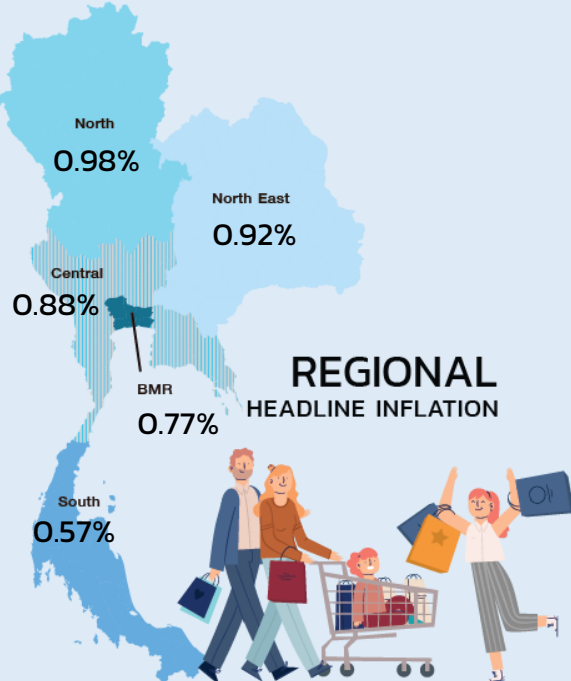 North
0.98%
North East
0.92%
Central
0.88%
BMR
0.77%
REGIONAL
HEADLINE INFLATION
South
0.57%